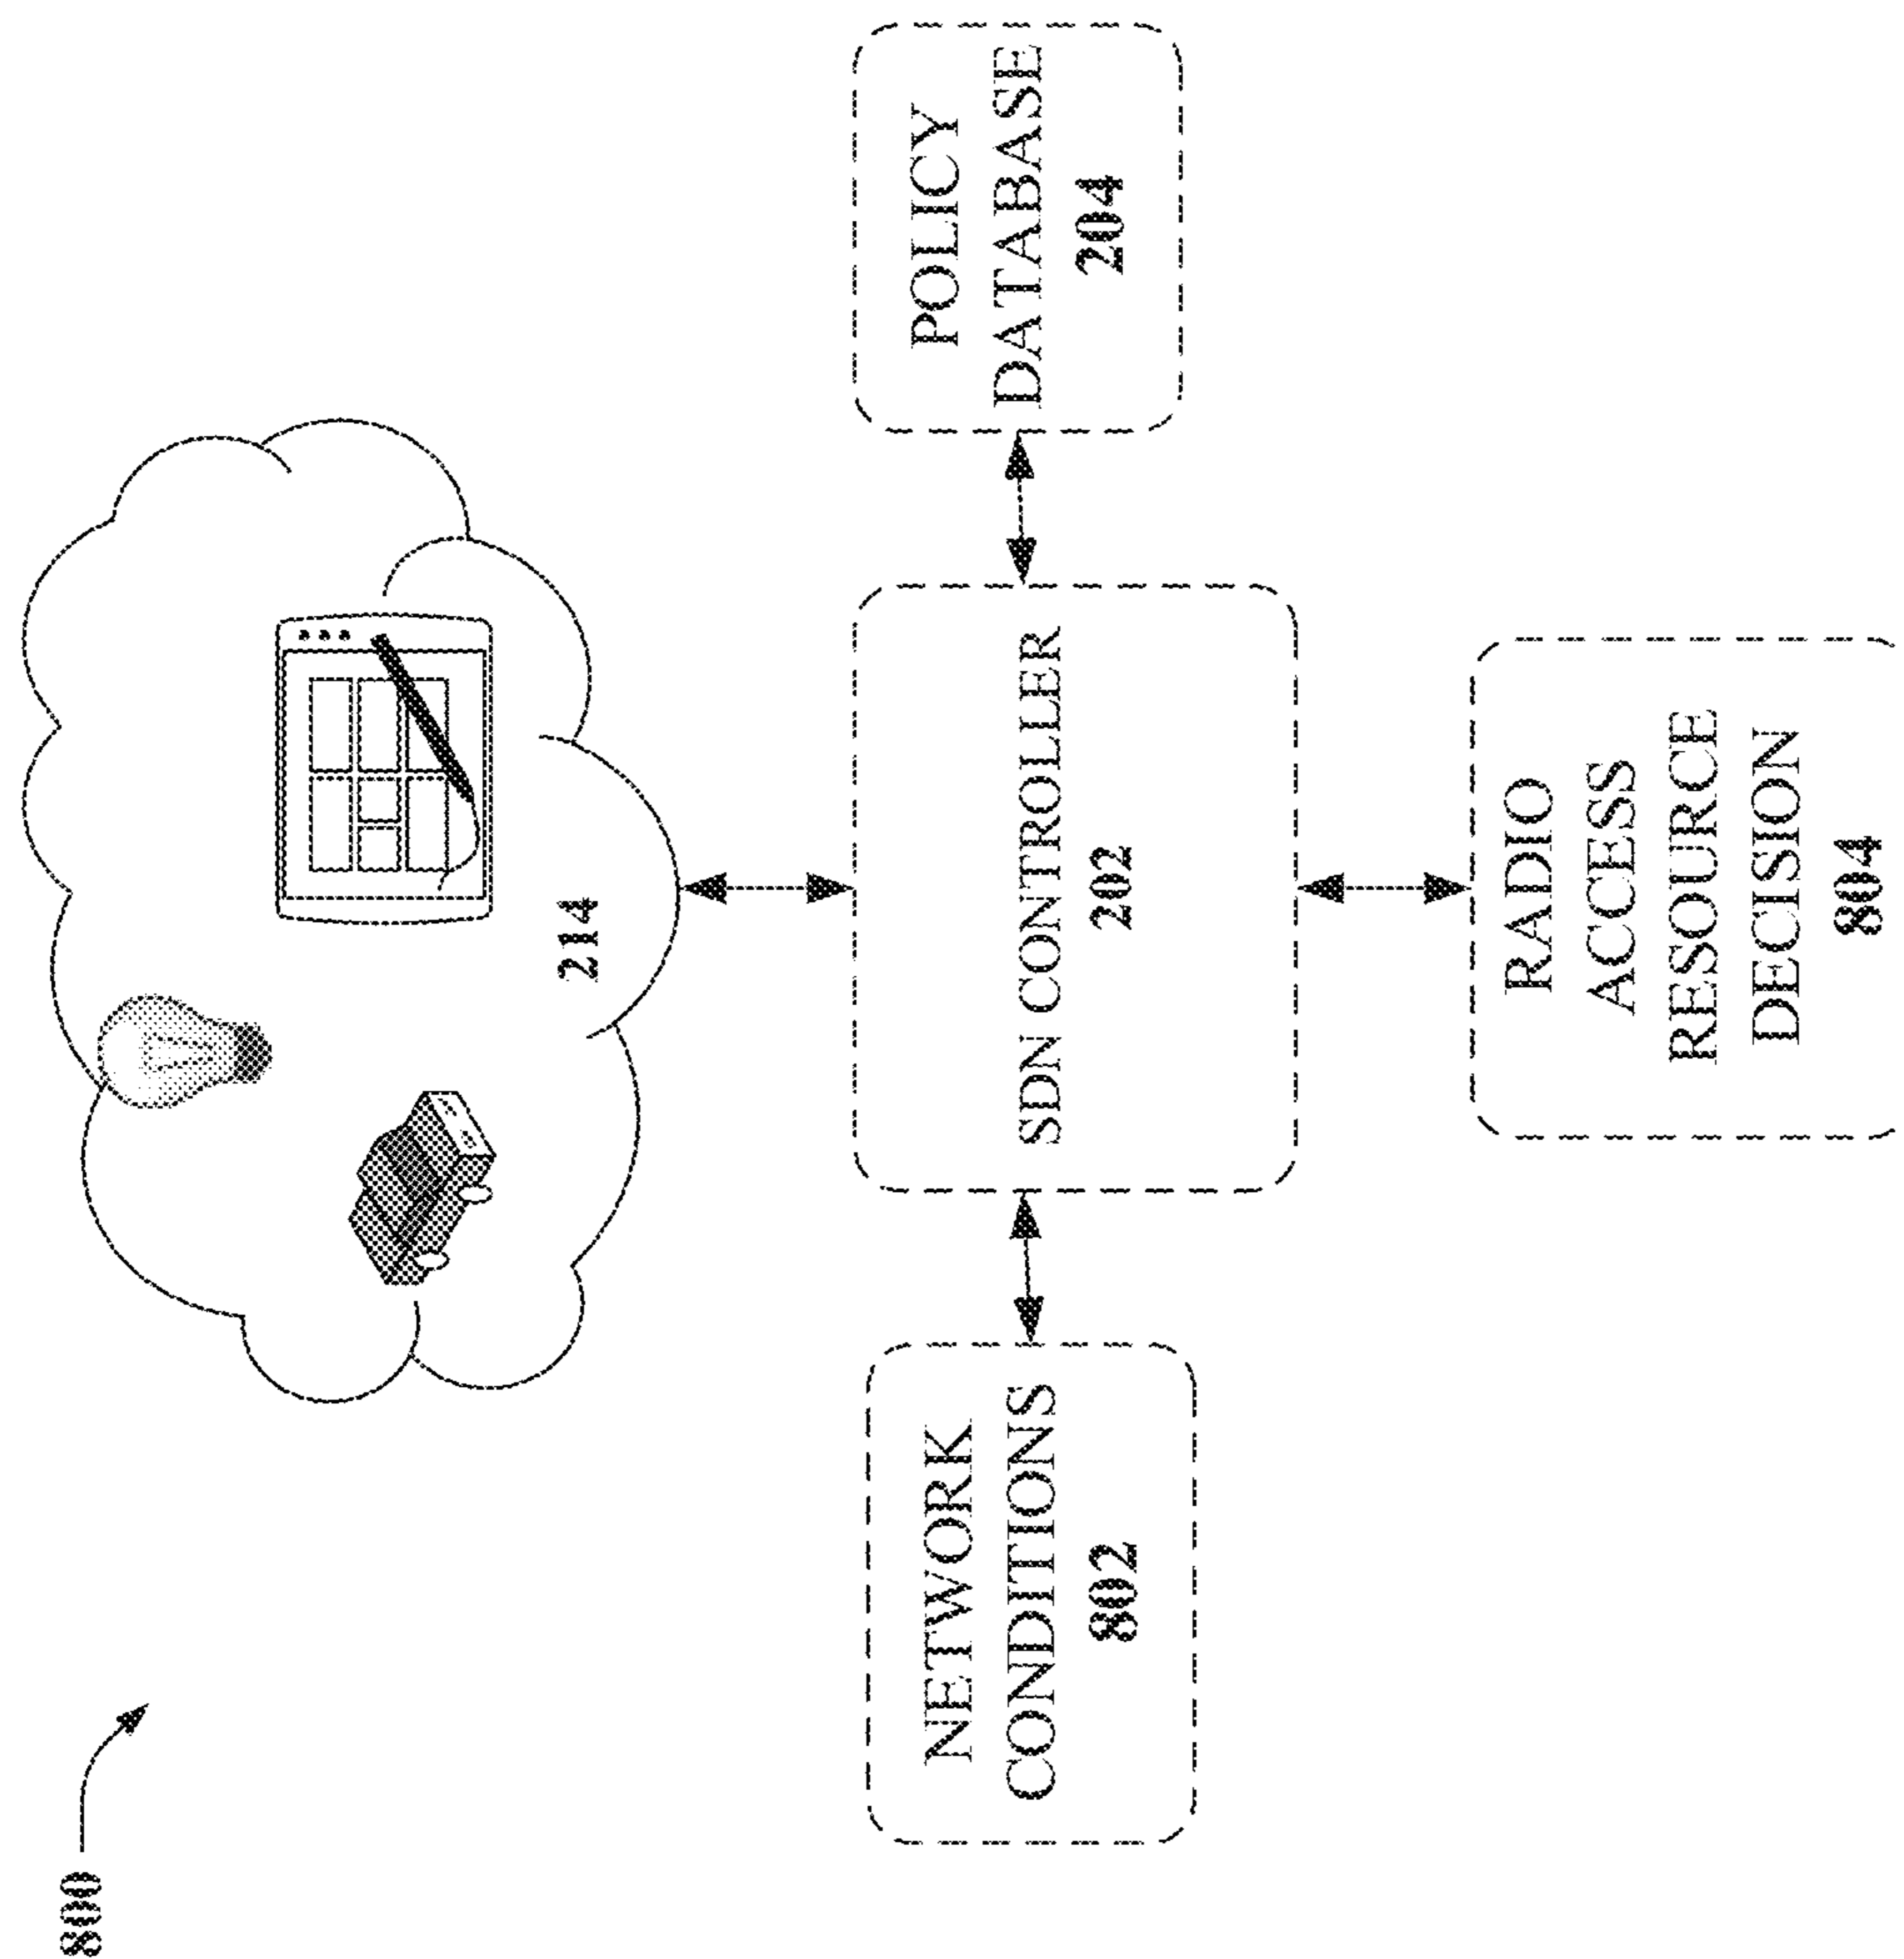 800
214
NETWORK
CONDITIONS
802
SDN CONTROLLER
202
POLICY
DATABASE
204
RADIO
ACCESS
RESOURCE
DECISION
804